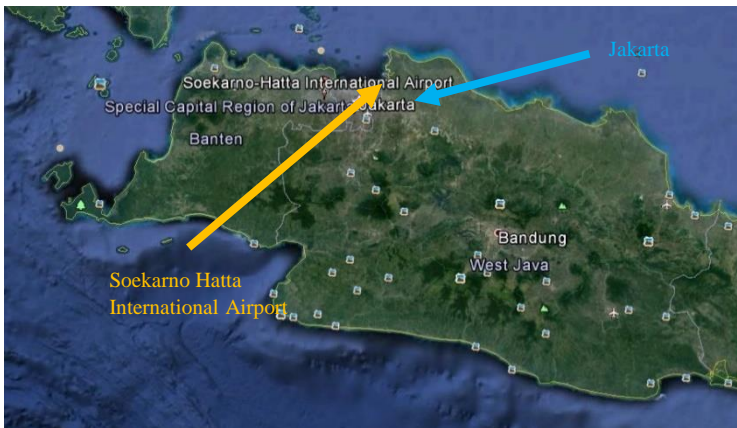 Jakarta
Soekarno-Hatta International Airport
Special Capital Region of Jakarta Jakarta
Banten
Bandung
West Java
Soekarno Hatta
International Airport